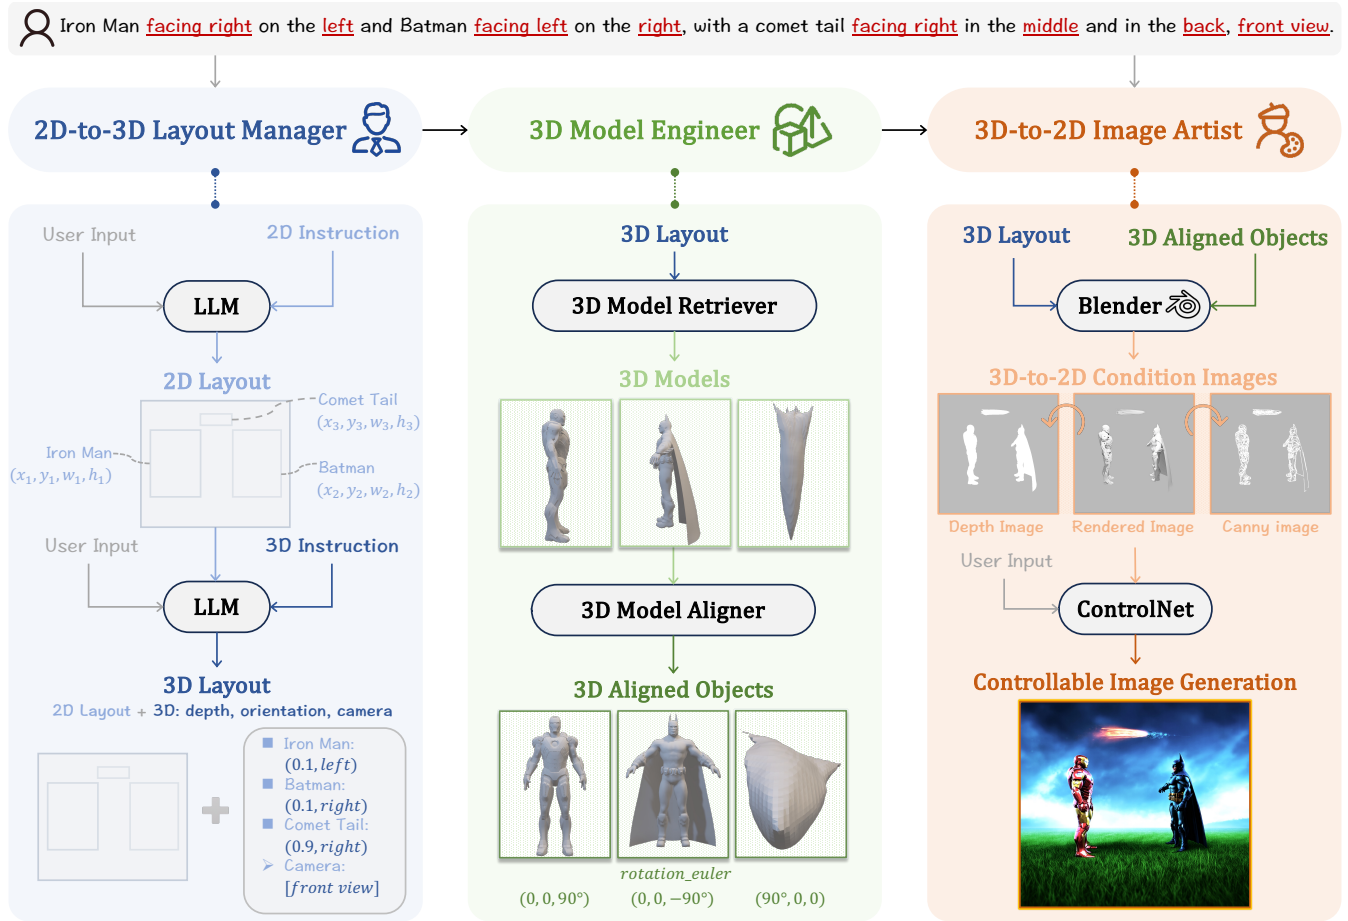 Iron Man facing right on the left and Batman facing left on the right, with a comet tail facing right in the middle and in the back, front view.
2D-to-3D Layout Manager
3D Model Engineer
3D-to-2D Image Artist
User Input
2D Instruction
LLM
2D Layout
Comet Tail
(x₃, y₃, w₃, h₃)
Iron Man
(x₁, y₁, w₁, h₁)
Batman
(x₂, y₂, w₂, h₂)
User Input
3D Instruction
LLM
3D Layout
2D Layout + 3D: depth, orientation, camera
Iron Man:
(0.1, left)
Batman:
(0.1, right)
Comet Tail:
(0.9, right)
Camera:
[front view]
3D Layout
3D Model Retriever
3D Models
3D Model Aligner
3D Aligned Objects
rotation_euler
(0, 0, 90°)
(0, 0, −90°)
(90°, 0, 0)
3D Layout
3D Aligned Objects
Blender
3D-to-2D Condition Images
Depth Image
Rendered Image
Canny image
User Input
ControlNet
Controllable Image Generation